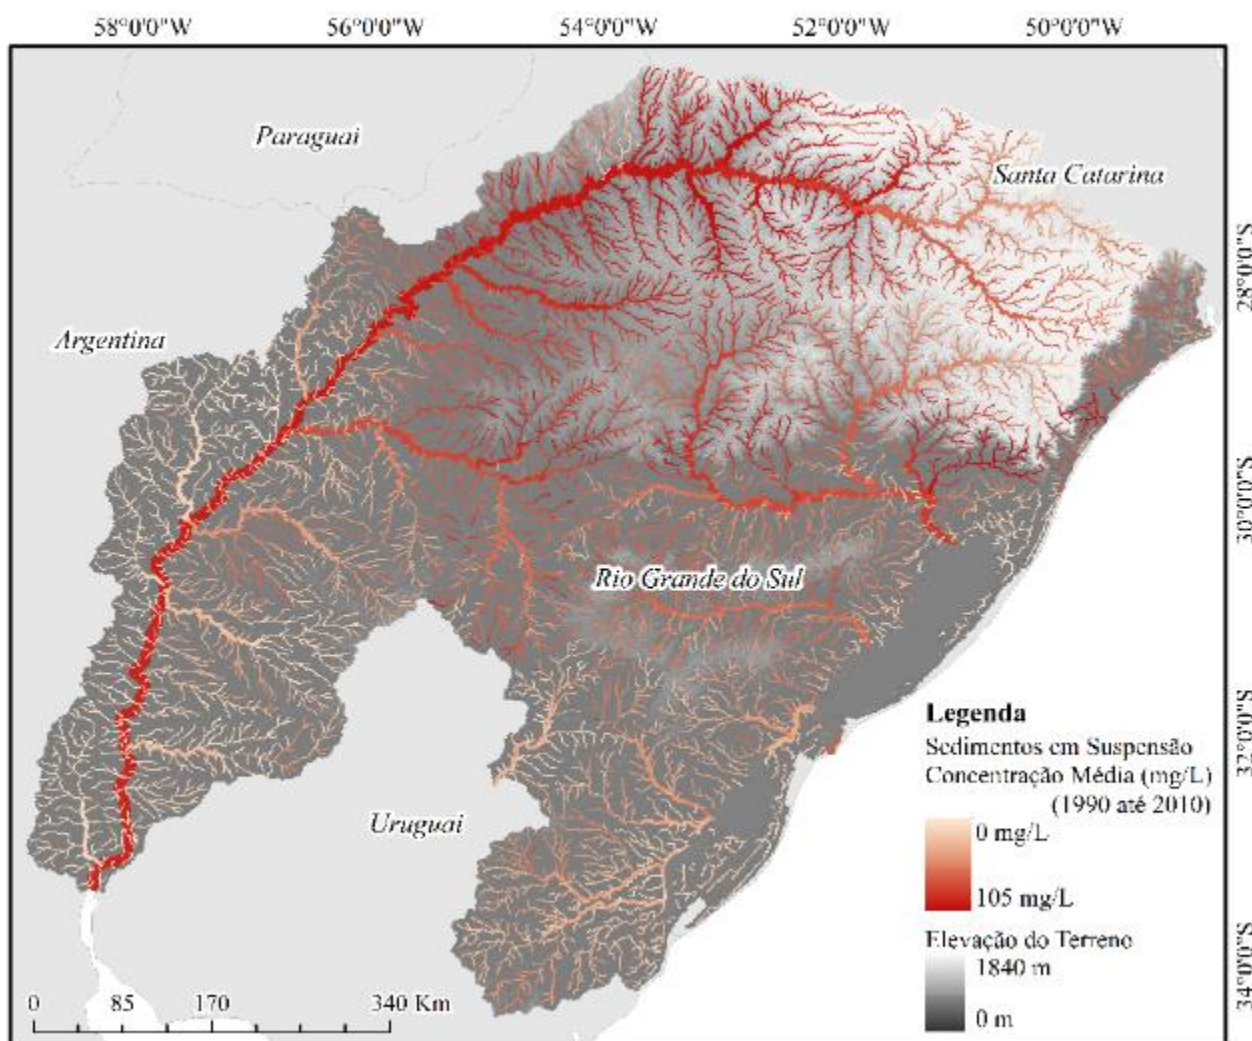 58°0'0"W 56°0'0"W 54°0'0"W 52°0'0"W 50°0'0"W
Paraguai
Santa Catarina
28°0'0"S
Argentina
30°0'0"S
Rio Grande do Sul
32°0'0"S
Uruguai
Legenda
Sedimentos em Suspensão
Concentração Média (mg/L)
(1990 até 2010)
0 mg/L
105 mg/L
Elevação do Terreno
1840 m
0 m
34°0'0"S
0 85 170 340 Km